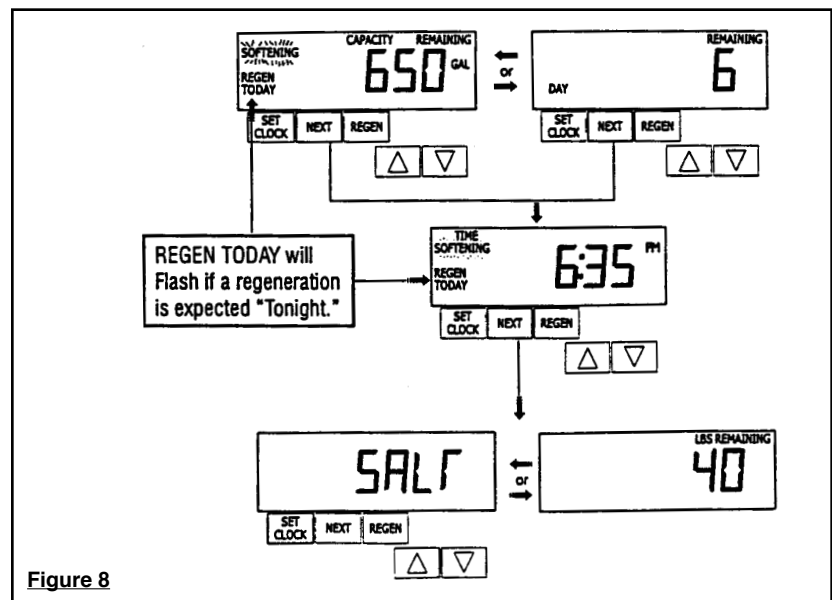 CAPACITY REMAINING
SOFTENING
650 GAL
REGEN
TODAY
SET
CLOCK
NEXT
REGEN
or
REMAINING
6
DAY
SET
CLOCK
NEXT
REGEN
REGEN TODAY will
Flash if a regeneration
is expected "Tonight."
TIME
SOFTENING
6:35 PM
REGEN
TODAY
SET
CLOCK
NEXT
REGEN
SALT
SET
CLOCK
NEXT
REGEN
or
LBS REMAINING
40
Figure 8